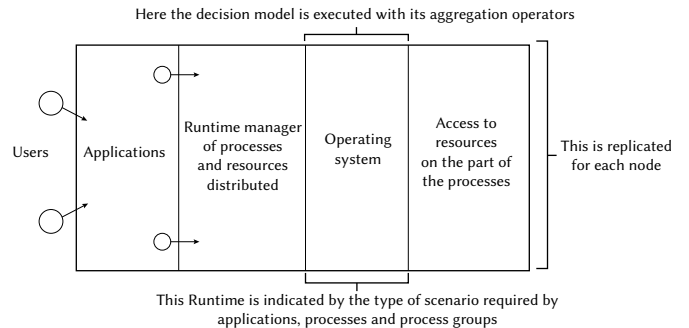 Here the decision model is executed with its aggregation operators
Users
Applications
Runtime manager
of processes
and resources
distributed
Operating
system
Access to
resources
on the part of
the processes
This is replicated
for each node
This Runtime is indicated by the type of scenario required by
applications, processes and process groups